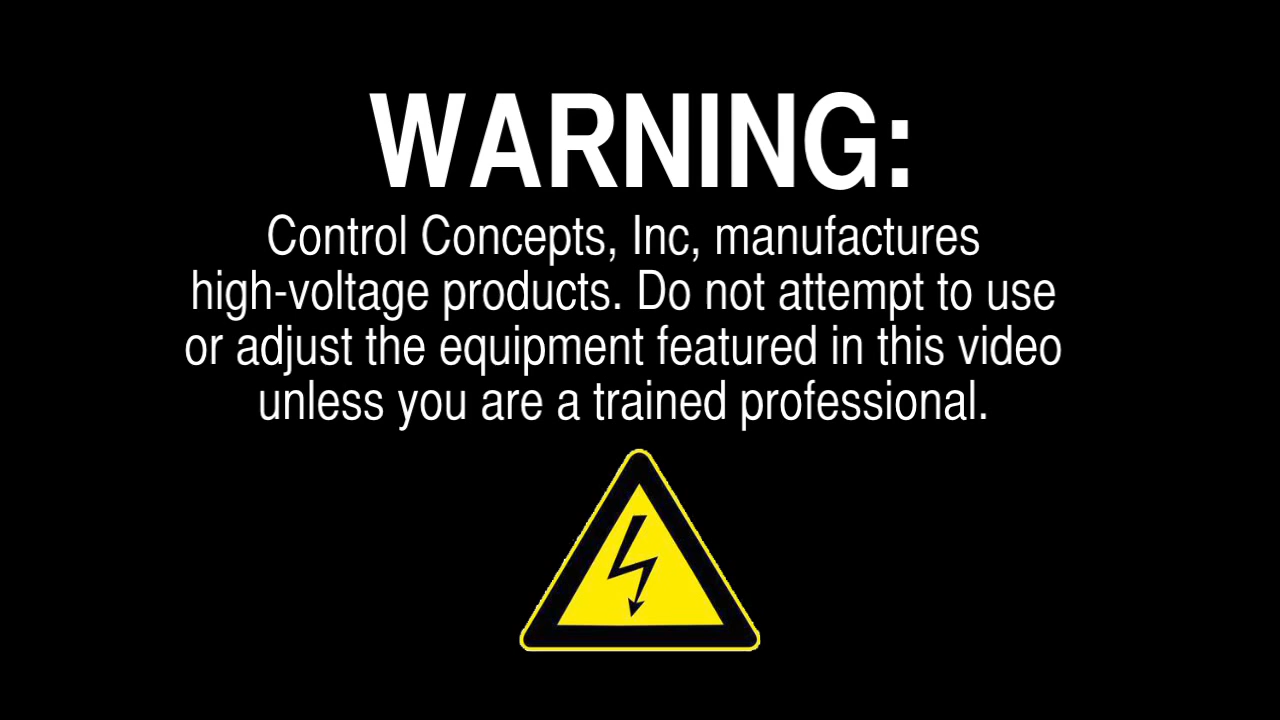 WARNING:
Control Concepts, Inc, manufactures
high-voltage products. Do not attempt to use
or adjust the equipment featured in this video
unless you are a trained professional.